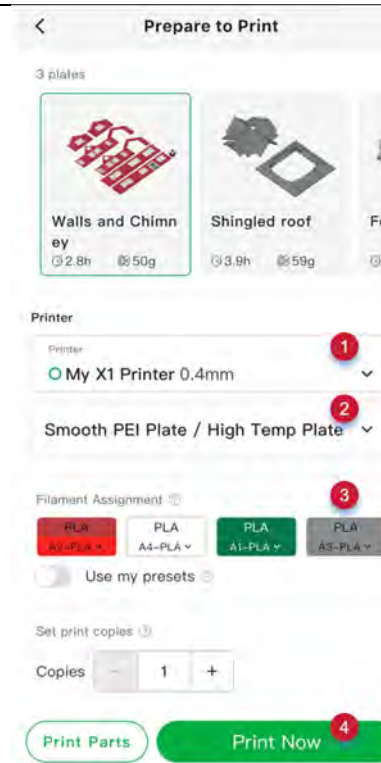 Prepare to Print
3 plates
Walls and Chimn
ey
2.8h 50g
Shingled roof
3.9h 59g
Printer
Printer
1
My X1 Printer 0.4mm
2
Smooth PEI Plate / High Temp Plate
Filament Assignment
3
PLA PLA PLA PLA
A2-PLA A4-PLA A1-PLA A3-PLA
Use my presets
Set print copies
Copies - 1 +
4
Print Parts Print Now